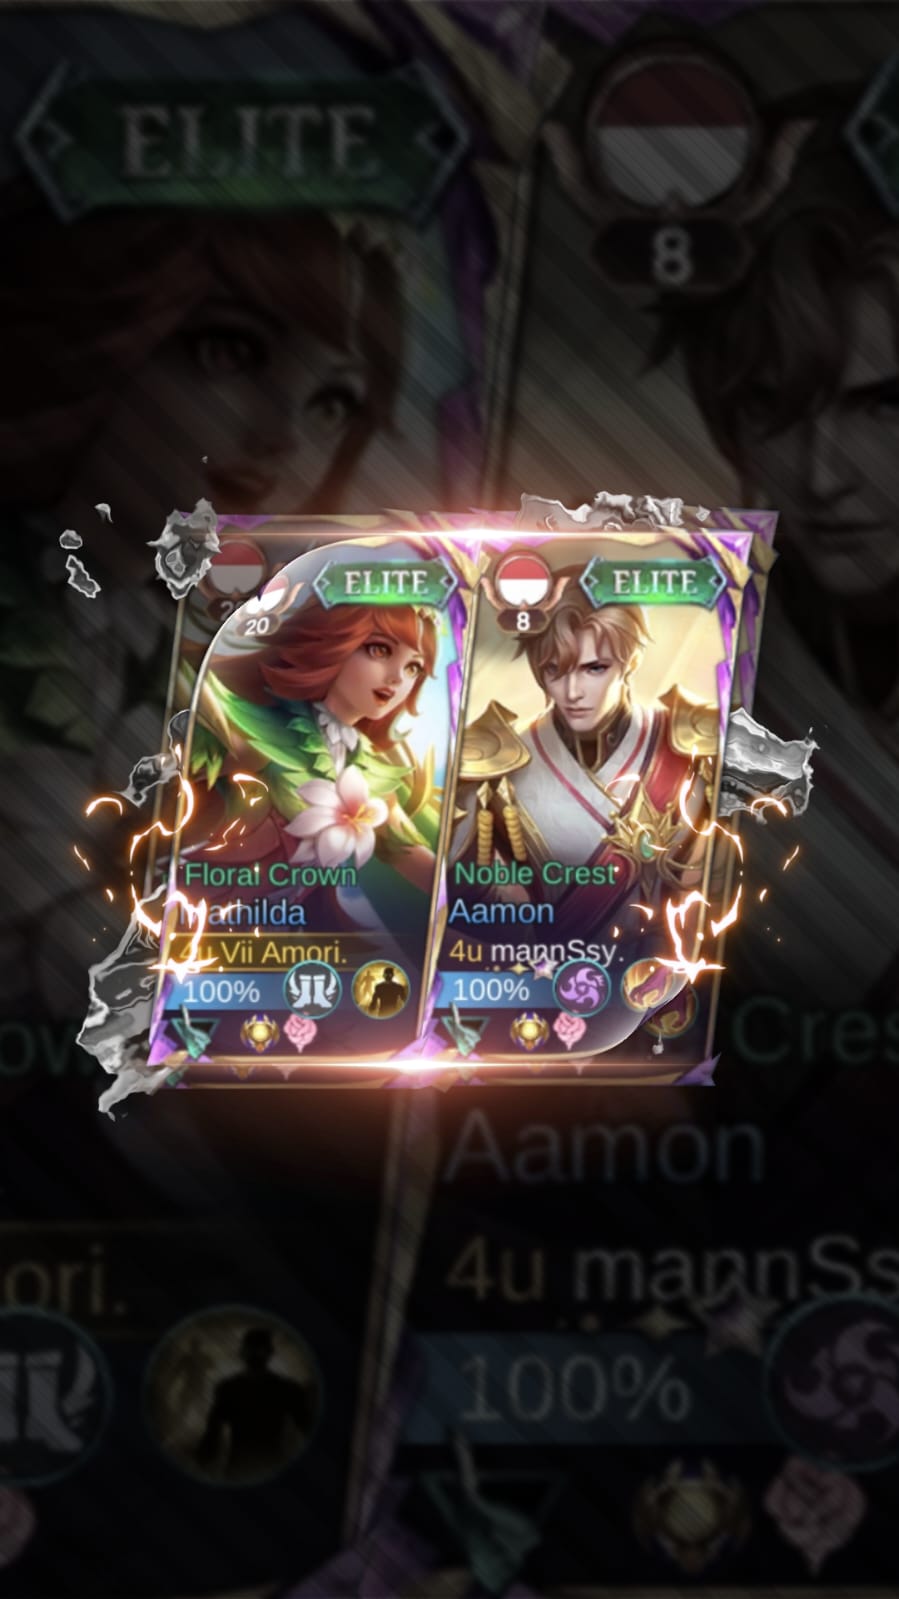 ELITE
8
ELITE
ELITE
20
8
Floral Crown
Noble Crest
Mathilda
Aamon
4u Vii Amori.
4u mannSsy.
100%
100%
Cres
Aamon
ori.
4u mannSs
100%